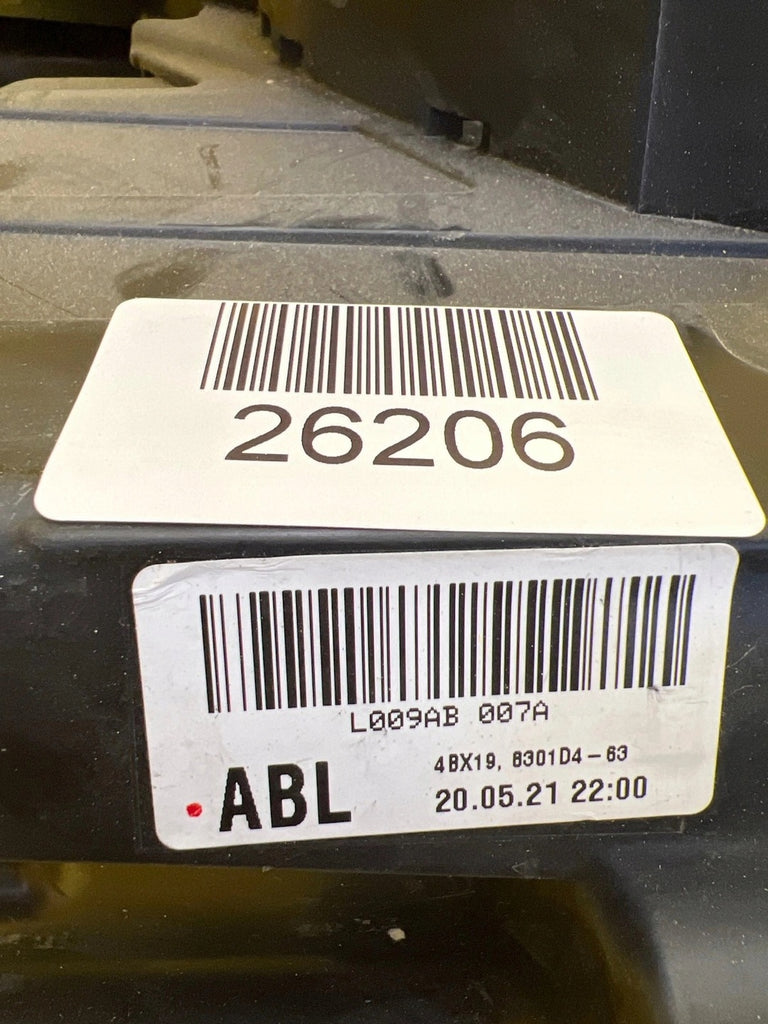 26206
L009AB 007A
4BX19, 8301D4-63
ABL
20.05.21 22:00